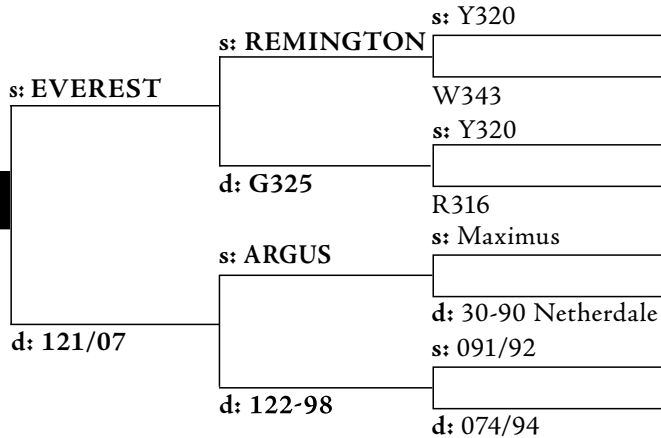 s: Y320
s: REMINGTON
s: EVEREST
W343
s: Y320
d: G325
R316
s: Maximus
s: ARGUS
d: 30-90 Netherdale
d: 121/07
s: 091/92
d: 122-98
d: 074/94